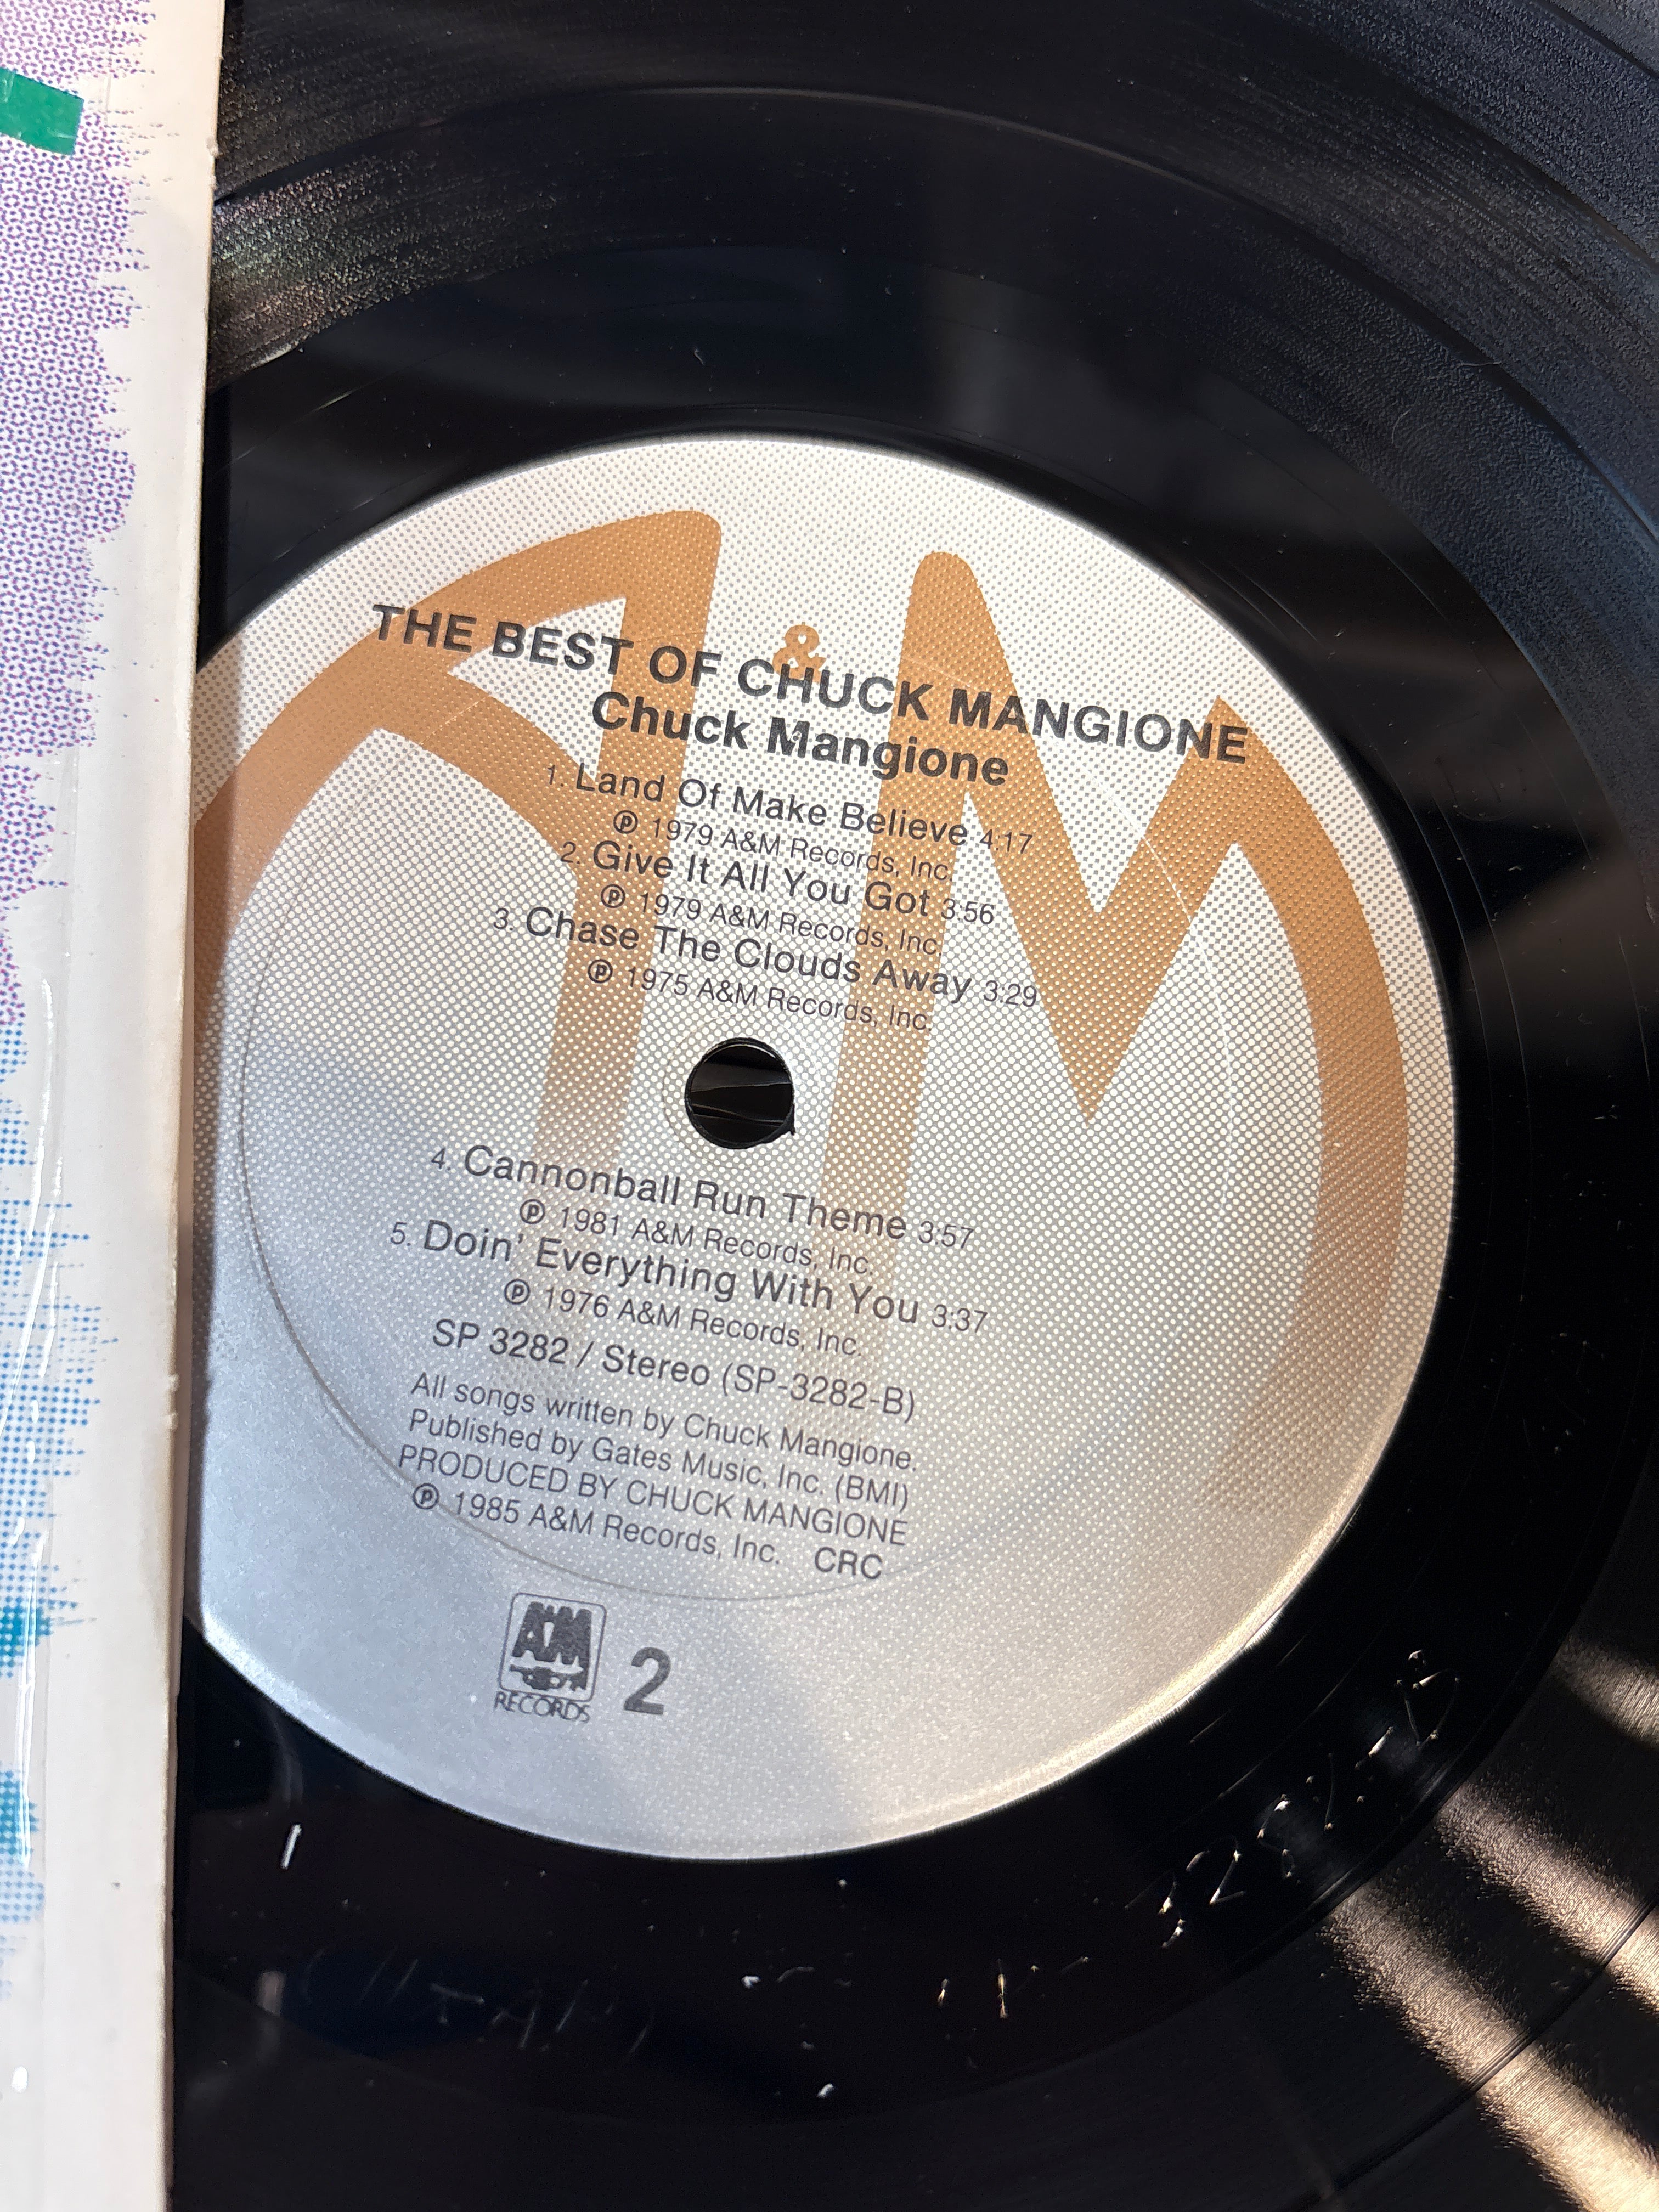 A & M
THE BEST OF CHUCK MANGIONE
Chuck Mangione
1. Land Of Make Believe 4:17
℗ 1979 A&M Records, Inc.
2. Give It All You Got 3:56
℗ 1979 A&M Records, Inc.
3. Chase The Clouds Away 3:29
℗ 1975 A&M Records, Inc.
4. Cannonball Run Theme 3:57
℗ 1981 A&M Records, Inc.
5. Doin' Everything With You 3:37
℗ 1976 A&M Records, Inc.
SP 3282 / Stereo (SP-3282-B)
All songs written by Chuck Mangione.
Published by Gates Music, Inc. (BMI)
PRODUCED BY CHUCK MANGIONE
℗ 1985 A&M Records, Inc. CRC
A&M
RECORDS 2